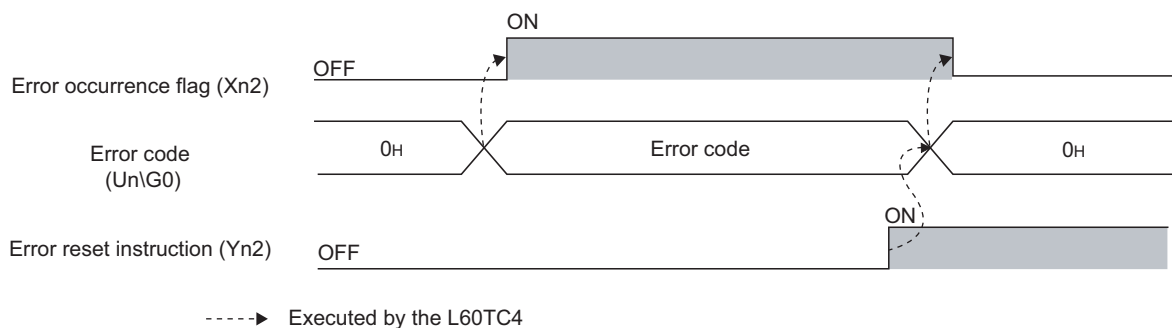 ON
OFF
Error occurrence flag (Xn2)
0H
Error code
0H
Error code
(Un\G0)
ON
Error reset instruction (Yn2)
OFF
Executed by the L60TC4